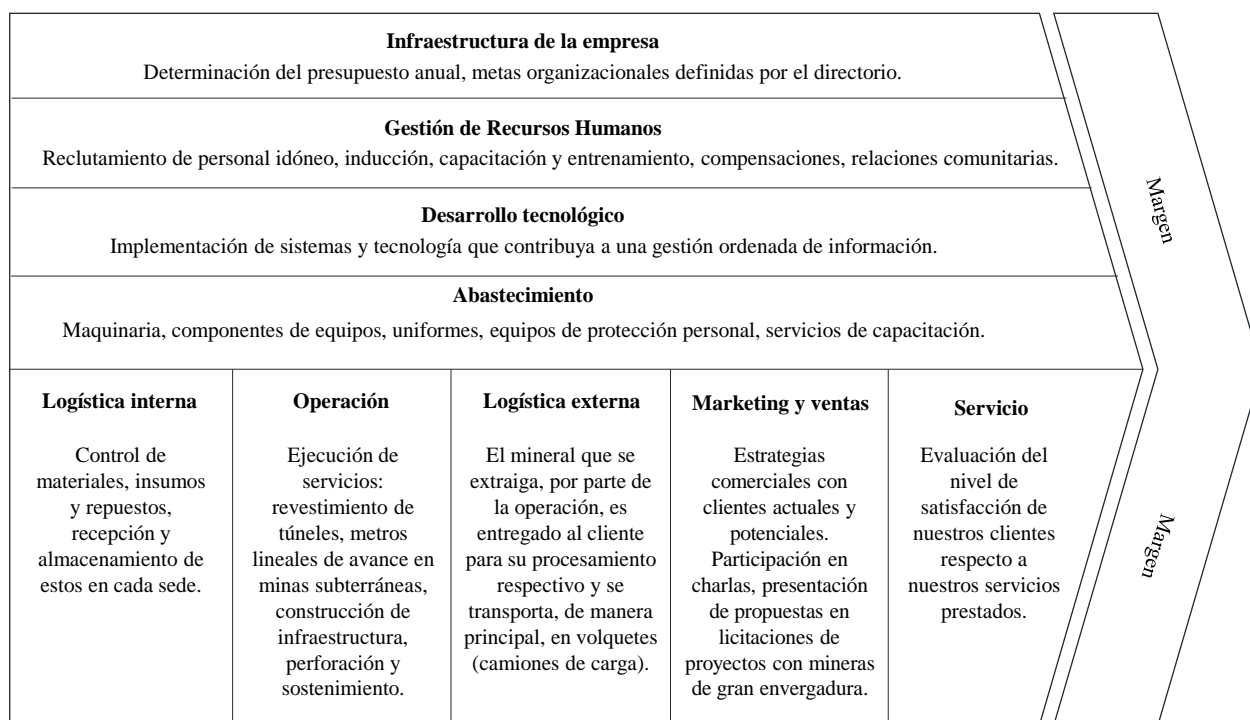 Infraestructura de la empresa
Determinación del presupuesto anual, metas organizacionales definidas por el directorio.
Gestión de Recursos Humanos
Reclutamiento de personal idóneo, inducción, capacitación y entrenamiento, compensaciones, relaciones comunitarias.
Desarrollo tecnológico
Implementación de sistemas y tecnología que contribuya a una gestión ordenada de información.
Abastecimiento
Maquinaria, componentes de equipos, uniformes, equipos de protección personal, servicios de capacitación.
Margen
Logística interna
Control de
materiales, insumos
y repuestos,
recepción y
almacenamiento de
estos en cada sede.
Operación
Ejecución de
servicios:
revestimiento de
túneles, metros
lineales de avance en
minas subterráneas,
construcción de
infraestructura,
perforación y
sostenimiento.
Logística externa
El mineral que se
extraiga, por parte de
la operación, es
entregado al cliente
para su procesamiento
respectivo y se
transporta, de manera
principal, en volquetes
(camiones de carga).
Marketing y ventas
Estrategias
comerciales con
clientes actuales y
potenciales.
Participación en
charlas, presentación
de propuestas en
licitaciones de
proyectos con mineras
de gran envergadura.
Servicio
Evaluación del
nivel de
satisfacción de
nuestros clientes
respecto a
nuestros servicios
prestados.
Margen